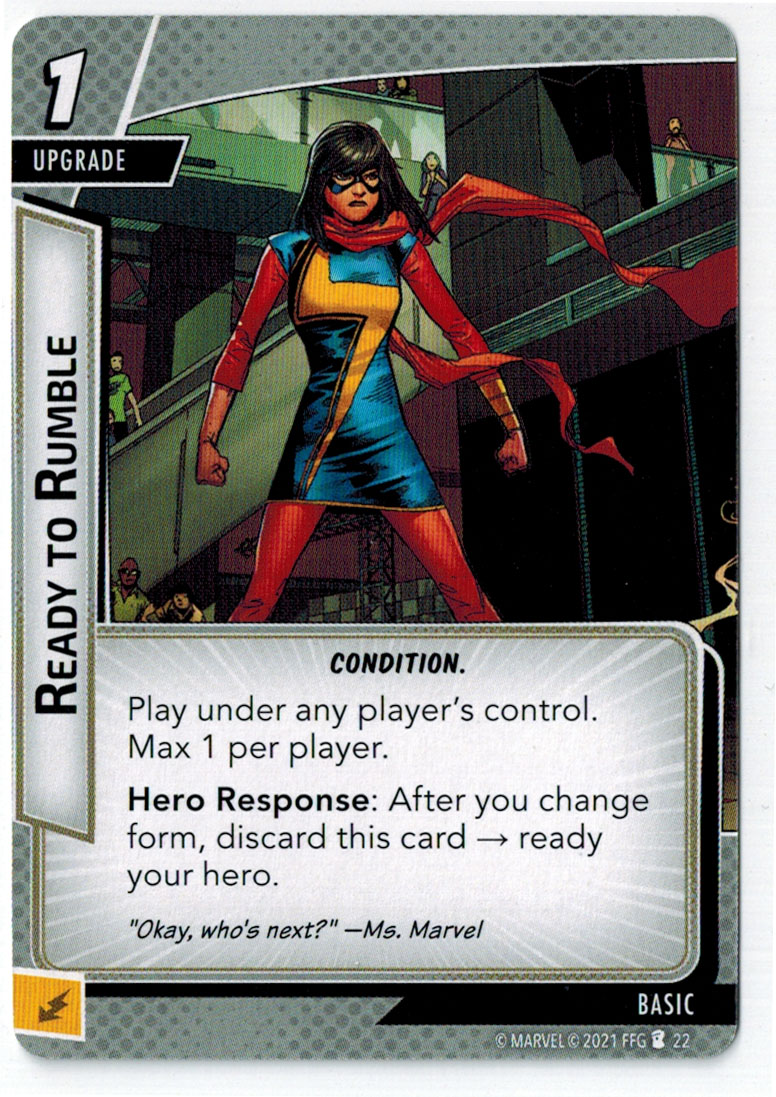 1
UPGRADE
READY TO RUMBLE
CONDITION.
Play under any player's control.
Max 1 per player.
Hero Response: After you change
form, discard this card → ready
your hero.
"Okay, who's next?" —Ms. Marvel
BASIC
© MARVEL © 2021 FFG 22